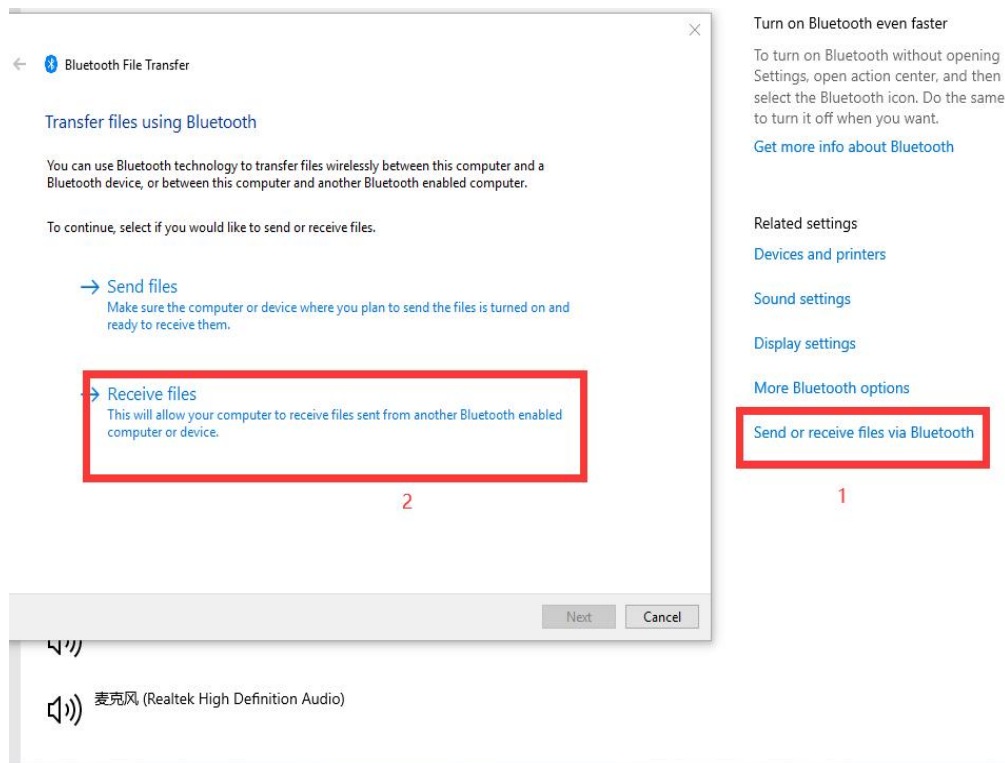 Bluetooth File Transfer
Transfer files using Bluetooth
You can use Bluetooth technology to transfer files wirelessly between this computer and a
Bluetooth device, or between this computer and another Bluetooth enabled computer.
To continue, select if you would like to send or receive files.
Send files
Make sure the computer or device where you plan to send the files is turned on and
ready to receive them.
Receive files
This will allow your computer to receive files sent from another Bluetooth enabled
computer or device.
2
Next
Cancel
麦克风 (Realtek High Definition Audio)
Turn on Bluetooth even faster
To turn on Bluetooth without opening
Settings, open action center, and then
select the Bluetooth icon. Do the same
to turn it off when you want.
Get more info about Bluetooth
Related settings
Devices and printers
Sound settings
Display settings
More Bluetooth options
Send or receive files via Bluetooth
1